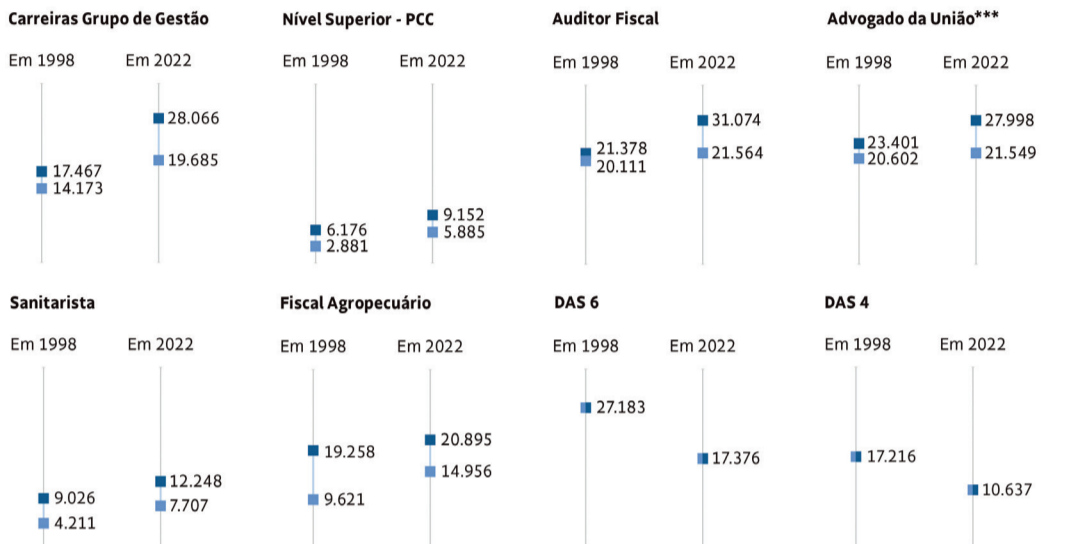 Carreiras Grupo de Gestão
Em 1998 Em 2022
28.066
19.685
17.467
14.173
Nível Superior - PCC
Em 1998 Em 2022
9.152
6.176
5.885
2.881
Auditor Fiscal
Em 1998 Em 2022
31.074
21.378
21.564
20.111
Advogado da União***
Em 1998 Em 2022
27.998
23.401
21.549
20.602
Sanitarista
Em 1998 Em 2022
12.248
9.026
7.707
4.211
Fiscal Agropecuário
Em 1998 Em 2022
20.895
19.258
14.956
9.621
DAS 6
Em 1998 Em 2022
27.183
17.376
DAS 4
Em 1998 Em 2022
17.216
10.637